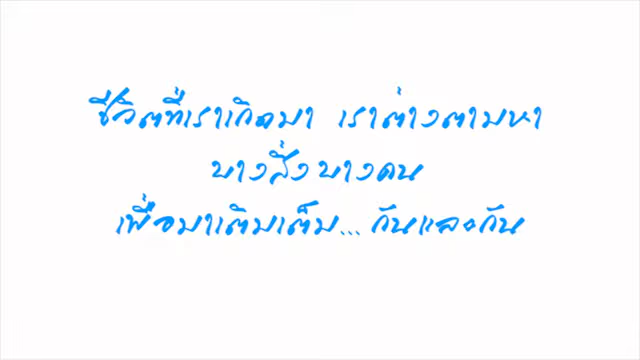 ชีวิตที่เราเกิดมา เราต่างตามหา
บางสิ่ง บางคน
เพื่อมาเติมเต็ม... กันและกัน